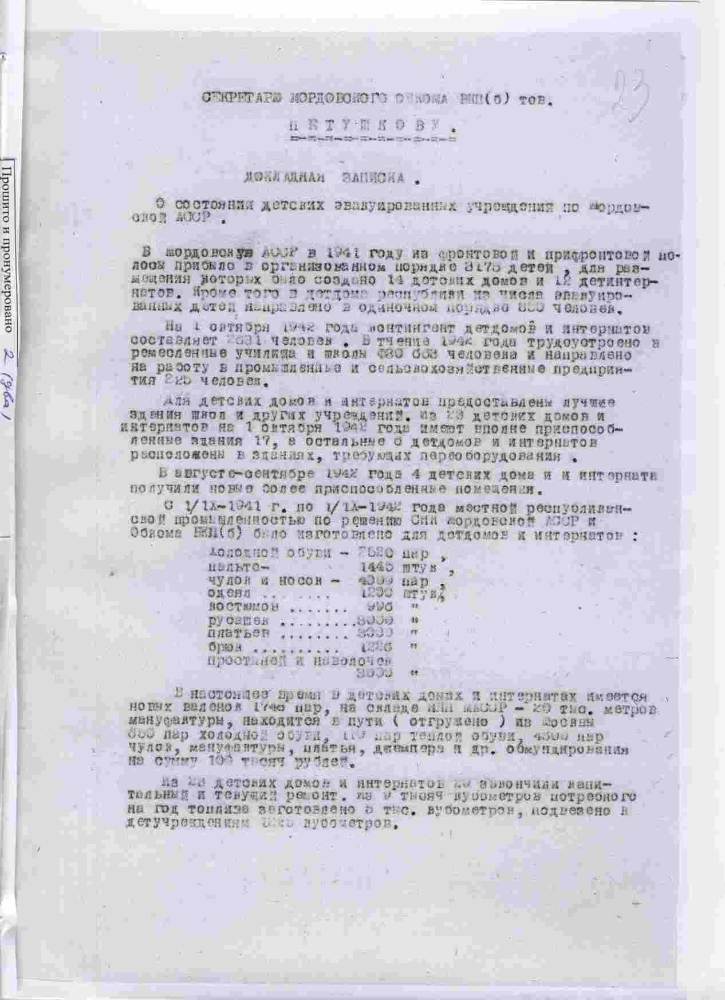 23
СЕКРЕТАРЮ МОРДОВСКОГО ОБКОМА ВКП(б) тов.
ПЕТУШКОВУ.
ДОКЛАДНАЯ ЗАПИСКА .
О состоянии детских эвакуированных учреждения по Мордов-
ской АССР .
В Мордовскую АССР в 1941 году из фронтовой и прифронтовой по-
лосы прибыло в организованном порядке 3175 детей , для раз-
мещения которых было создано 14 детских домов и 12 детинтер-
натов. Кроме того в детдома республики из числа эвакуиро-
ванных детей направлено в одиночном порядке человек.
На 1 октября 1942 года контингент детдомов и интернатов
составляет 2631 человек . В тчение 1942 года трудоустроено в
ремесленные училища и школы человека и направлено
на работу в промышленные и сельскохозяйственные предприя-
тия 225 человек.
Для детских домов и интернатов предоставлены лучшие
здания школ и других учреждений. Из 23 детских домов и
интернатов на 1 октября 1942 года имеют вполне приспособ-
ленные здания 17, а остальные 6 детдомов и интернатов
расположены в зданиях, требующих переоборудования .
В августе-сентябре 1942 года 4 детских дома и и интерната
получили новые более приспособленные помещения.
С 1/IX-1941 г. по 1/IX-1942 года местной республикан-
ской промышленностью по решению СНК Мордовской АССР и
Обкома ВКП(б) было изготовлено для детдомов и интернатов :
Холодной обуви - 2520 пар ,
пальто- 1445 штук ,
чулок и носок - 4000 пар ,
одеял ........ 1200 штук,
костюмов ....... 996 "
рубашек .........3000 "
платьев ........ 3000 "
брюк .......... 1226 "
простыней и наволочек
3000 "
В настоящее время в детских домах и интернатах имеется
новых валенок 1745 пар, на складе НКП МАССР - 20 тыс. метров
мануфактуры, находится в пути ( отгружено ) из Москвы
пар холодной обуви, пар теплой обуви, 4500 пар
чулок, мануфактуры, платья, джемпера и др. обмундирования
на сумму 100 тысяч рублей.
Из 23 детских домов и интернатов 20 закончили капи-
тальный и текущий ремонт. Из 9 тысяч кубометров потребного
на год топлива заготовлено 5 тыс. кубометров, подвезено к
детучреждениям кубометров.
Прошито и пронумеровано 2 (два)